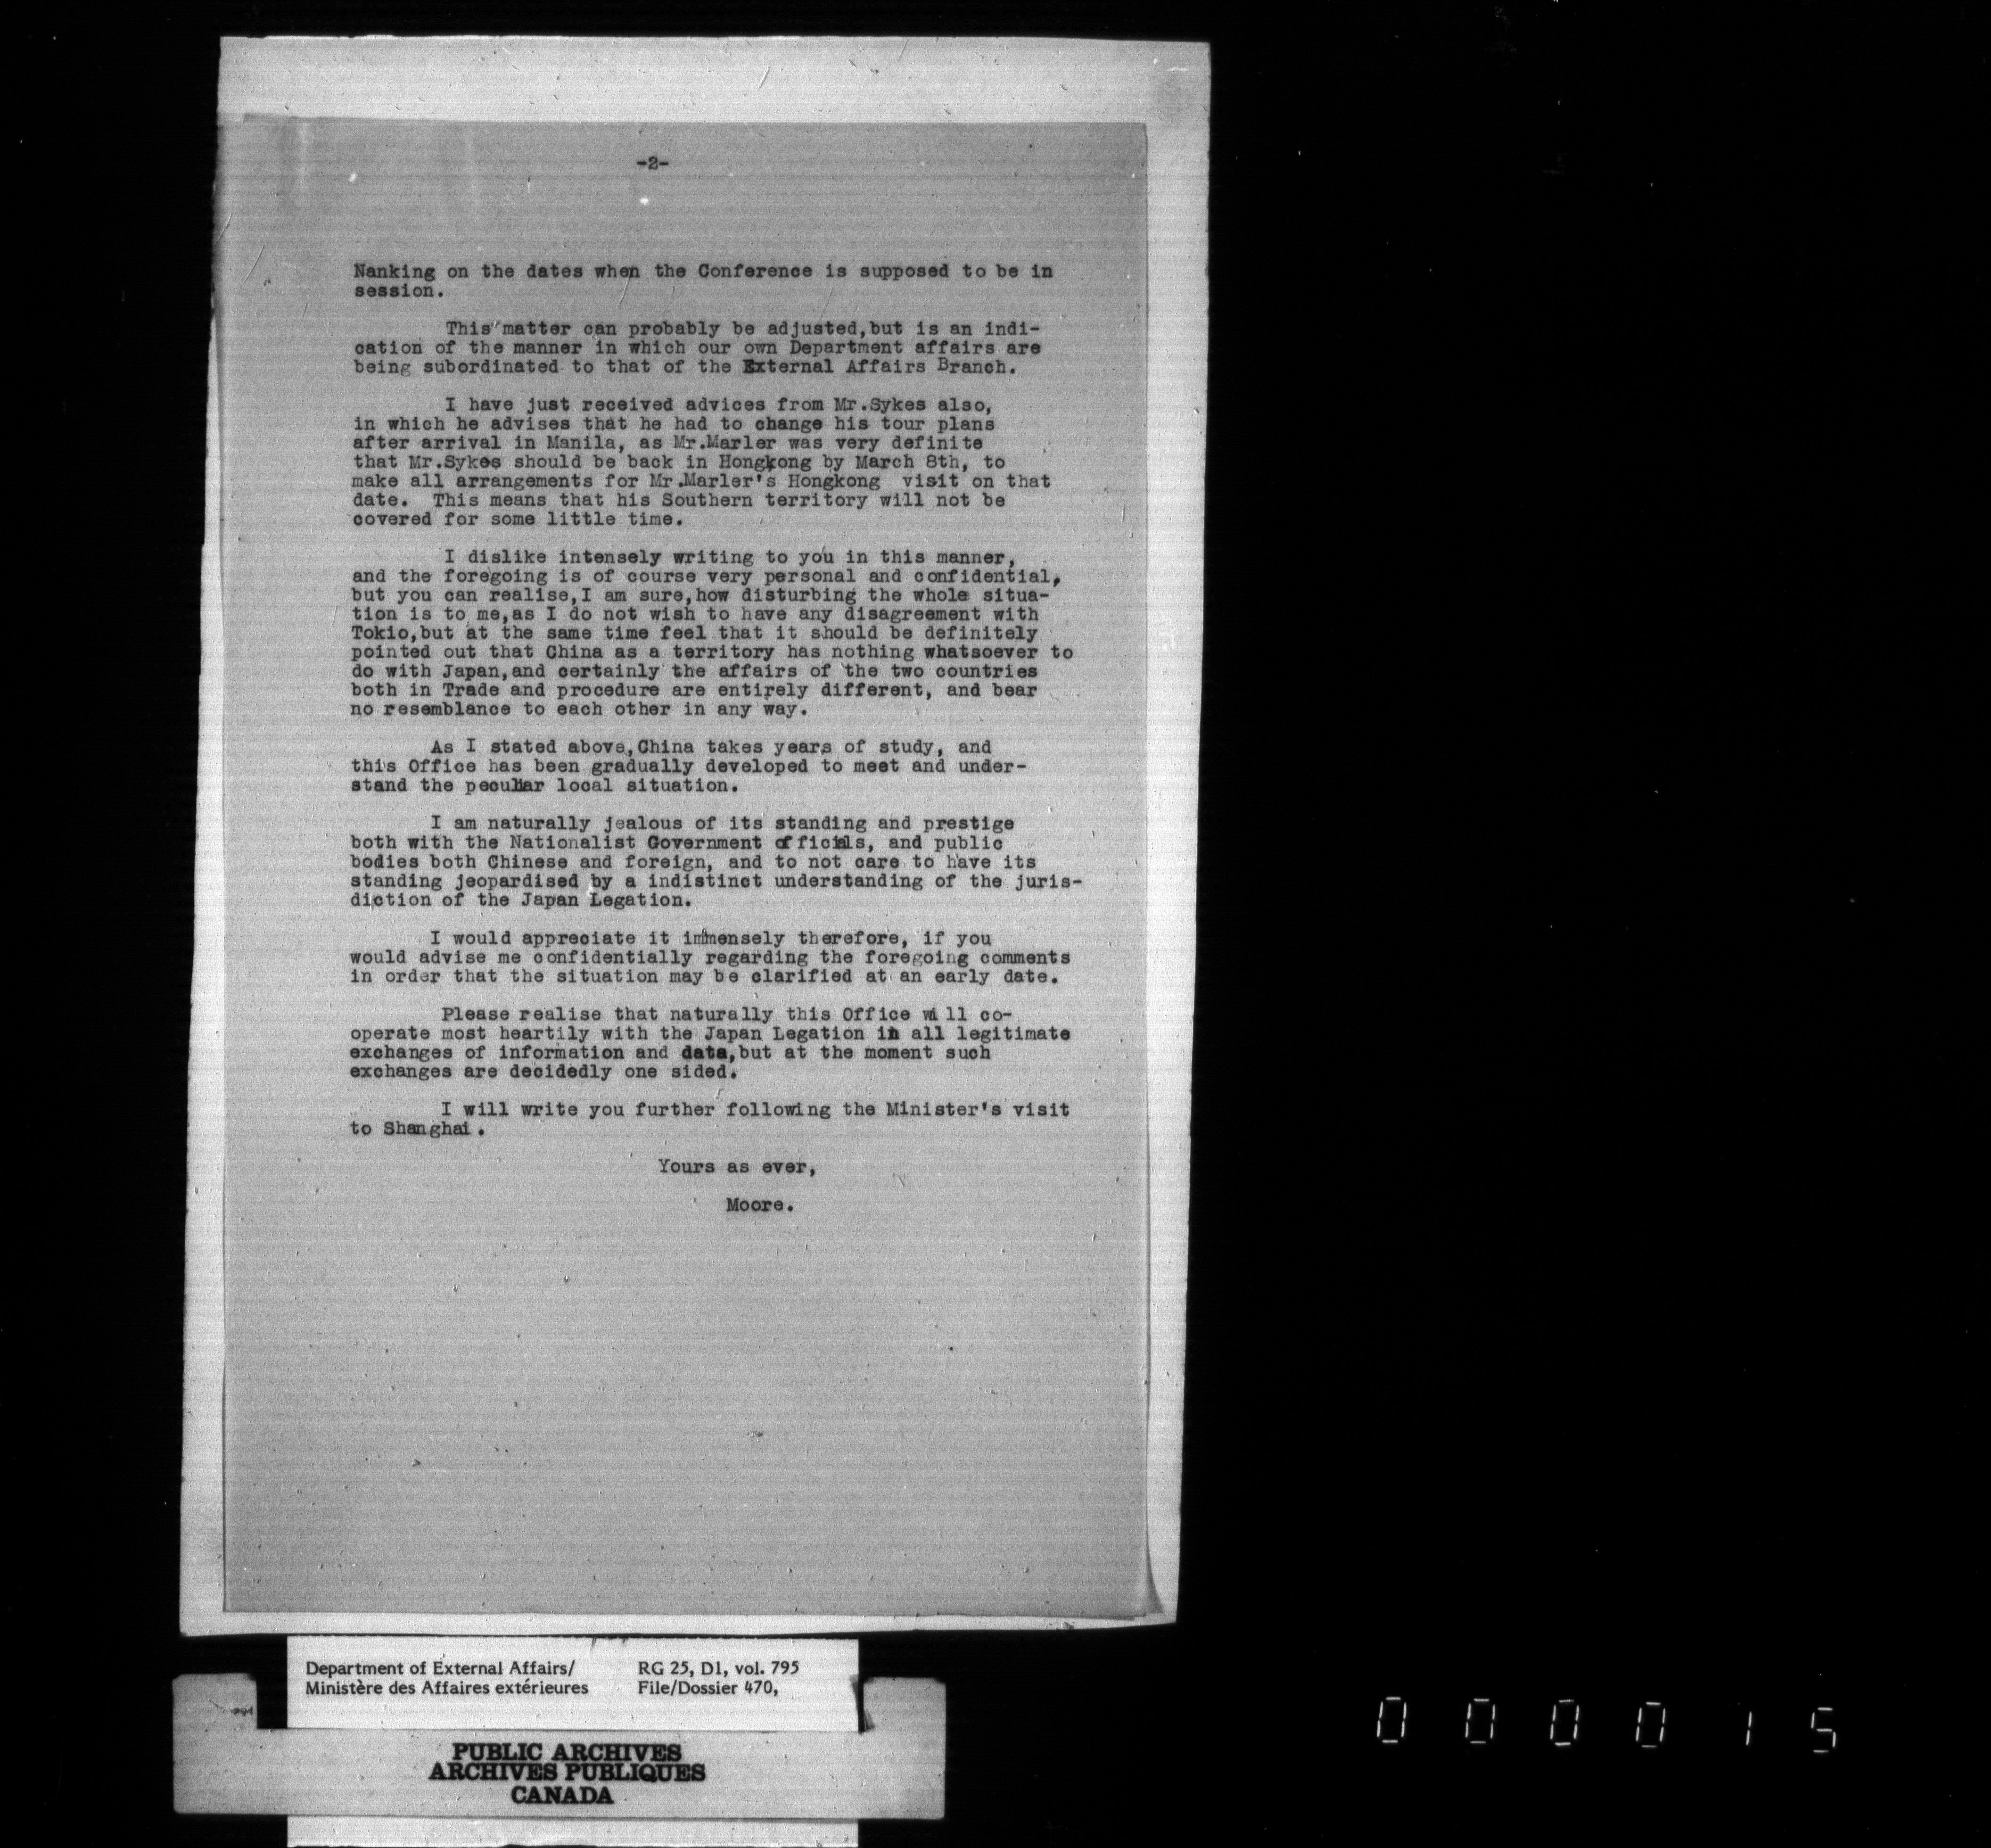 -2-
Nanking on the dates when the Conference is supposed to be in
session.
This matter can probably be adjusted,but is an indi-
cation of the manner in which our own Department affairs are
being subordinated to that of the External Affairs Branch.
I have just received advices from Mr.Sykes also,
in which he advises that he had to change his tour plans
after arrival in Manila, as Mr.Marler was very definite
that Mr.Sykes should be back in Hongkong by March 8th, to
make all arrangements for Mr.Marler's Hongkong visit on that
date. This means that his Southern territory will not be
covered for some little time.
I dislike intensely writing to you in this manner,
and the foregoing is of course very personal and confidential,
but you can realise,I am sure,how disturbing the whole situa-
tion is to me,as I do not wish to have any disagreement with
Tokio,but at the same time feel that it should be definitely
pointed out that China as a territory has nothing whatsoever to
do with Japan,and certainly the affairs of the two countries
both in Trade and procedure are entirely different, and bear
no resemblance to each other in any way.
As I stated above,China takes years of study, and
this Office has been gradually developed to meet and under-
stand the peculiar local situation.
I am naturally jealous of its standing and prestige
both with the Nationalist Government officials, and public
bodies both Chinese and foreign, and to not care to have its
standing jeopardised by a indistinct understanding of the juris-
diction of the Japan Legation.
I would appreciate it immensely therefore, if you
would advise me confidentially regarding the foregoing comments
in order that the situation may be clarified at an early date.
Please realise that naturally this Office will co-
operate most heartily with the Japan Legation in all legitimate
exchanges of information and data,but at the moment such
exchanges are decidedly one sided.
I will write you further following the Minister's visit
to Shanghai.
Yours as ever,
Moore.
Department of External Affairs/ RG 25, D1, vol. 795
Ministère des Affaires extérieures File/Dossier 470,
PUBLIC ARCHIVES
ARCHIVES PUBLIQUES
CANADA
000015